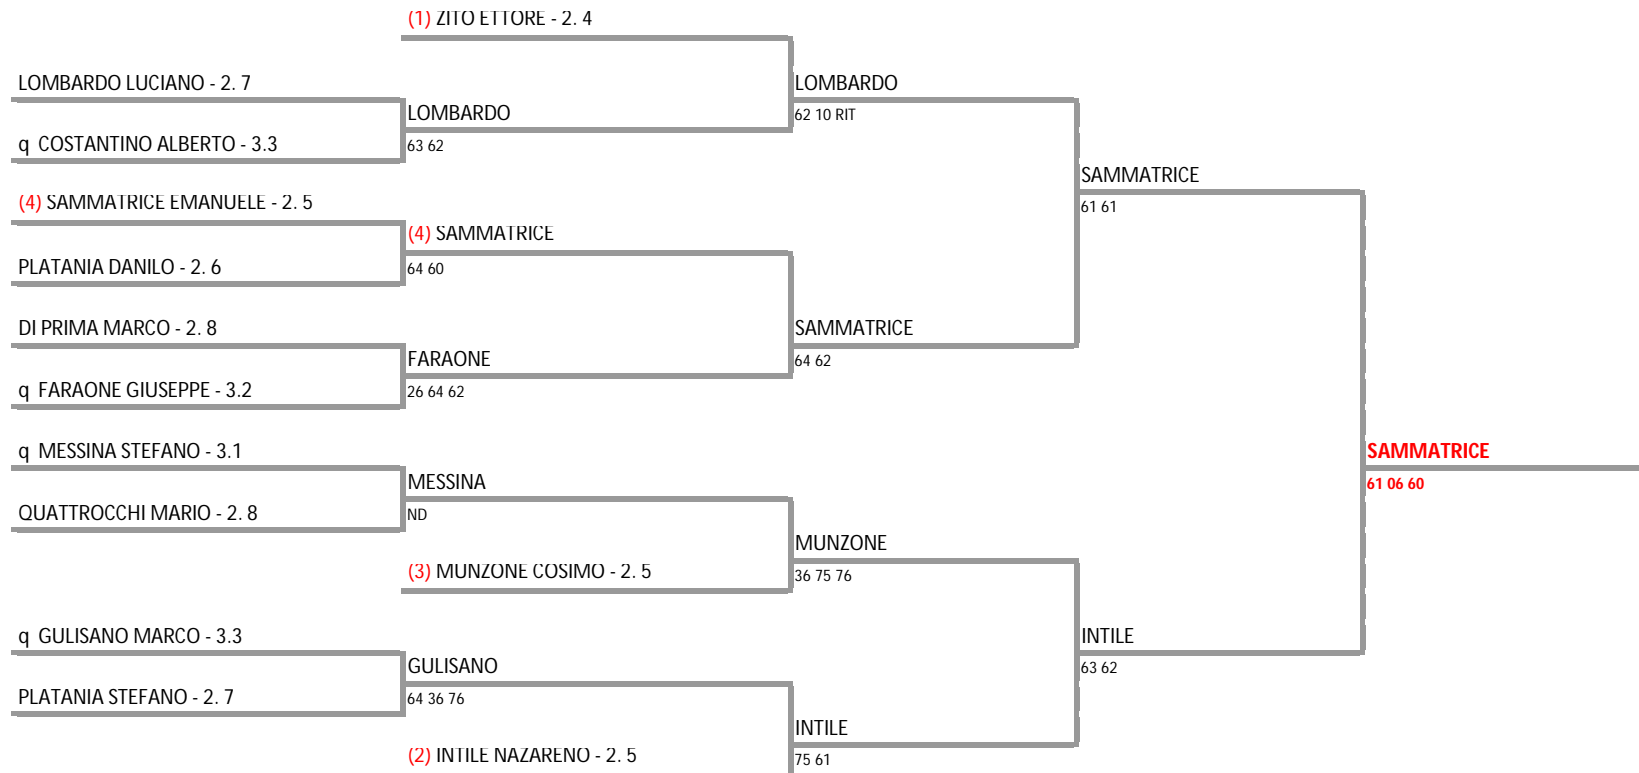 (1) ZITO ETTORE - 2. 4
LOMBARDO LUCIANO - 2. 7
LOMBARDO
LOMBARDO
62 10 RIT
q COSTANTINO ALBERTO - 3.3
63 62
SAMMATRICE
61 61
(4) SAMMATRICE EMANUELE - 2. 5
(4) SAMMATRICE
64 60
PLATANIA DANILO - 2. 6
DI PRIMA MARCO - 2. 8
SAMMATRICE
64 62
FARAONE
26 64 62
q FARAONE GIUSEPPE - 3.2
q MESSINA STEFANO - 3.1
SAMMATRICE
61 06 60
MESSINA
ND
QUATTROCCHI MARIO - 2. 8
MUNZONE
36 75 76
(3) MUNZONE COSIMO - 2. 5
q GULISANO MARCO - 3.3
INTILE
63 62
GULISANO
64 36 76
PLATANIA STEFANO - 2. 7
INTILE
75 61
(2) INTILE NAZARENO - 2. 5